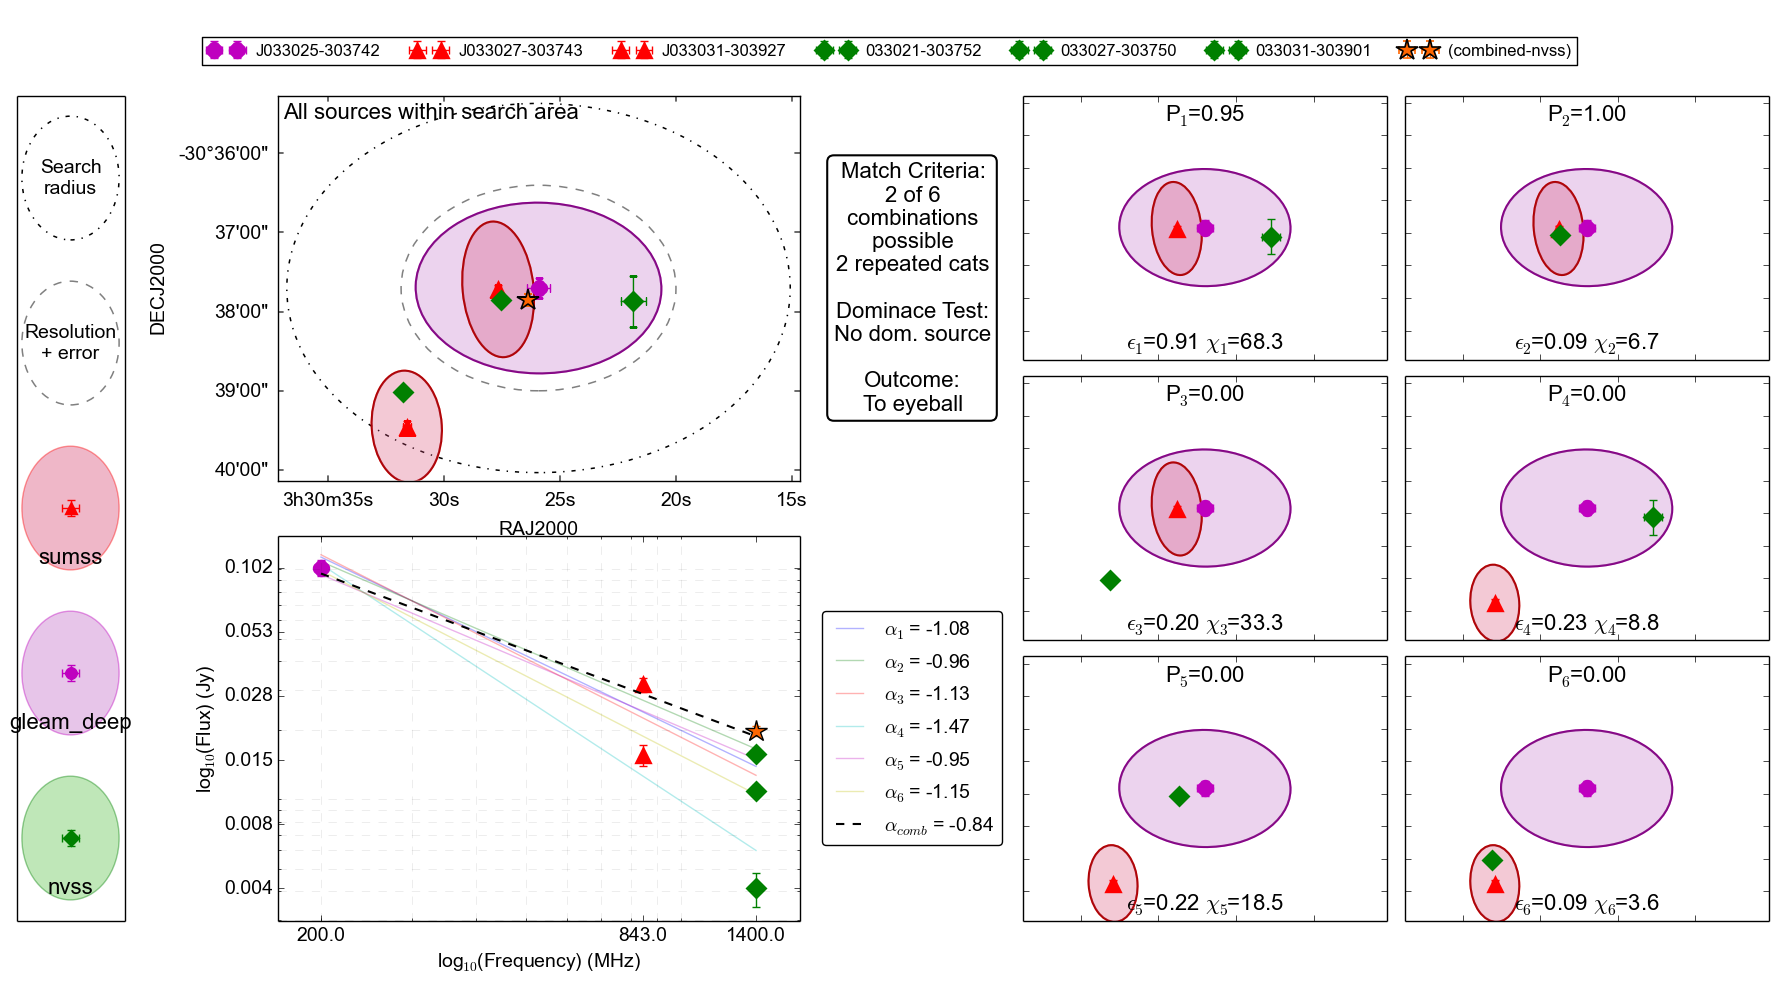 J033025-303742
J033027-303743
J033031-303927
033021-303752
033027-303750
033031-303901
(combined-nvss)
Search
radius
Resolution
+ error
sumss
gleam_deep
nvss
All sources within search area
DECJ2000
-30°36'00"
37'00"
38'00"
39'00"
40'00"
3h30m35s
30s
25s
20s
15s
RAJ2000
Match Criteria:
2 of 6
combinations
possible
2 repeated cats
Dominace Test:
No dom. source
Outcome:
To eyeball
log10(Flux) (Jy)
0.102
0.053
0.028
0.015
0.008
0.004
200.0
843.0
1400.0
log10(Frequency) (MHz)
α1 = -1.08
α2 = -0.96
α3 = -1.13
α4 = -1.47
α5 = -0.95
α6 = -1.15
αcomb = -0.84
P1=0.95
ϵ1=0.91 χ1=68.3
P2=1.00
ϵ2=0.09 χ2=6.7
P3=0.00
ϵ3=0.20 χ3=33.3
P4=0.00
ϵ4=0.23 χ4=8.8
P5=0.00
ϵ5=0.22 χ5=18.5
P6=0.00
ϵ6=0.09 χ6=3.6